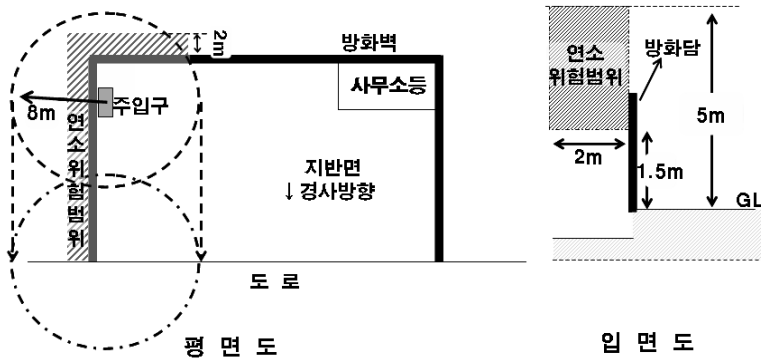 2m
방화벽
사무소등
8m
주입구
연소위험범위
지반면
↓경사방향
도 로
평 면 도
연소
위험범위
방화담
5m
2m
1.5m
GL
입 면 도